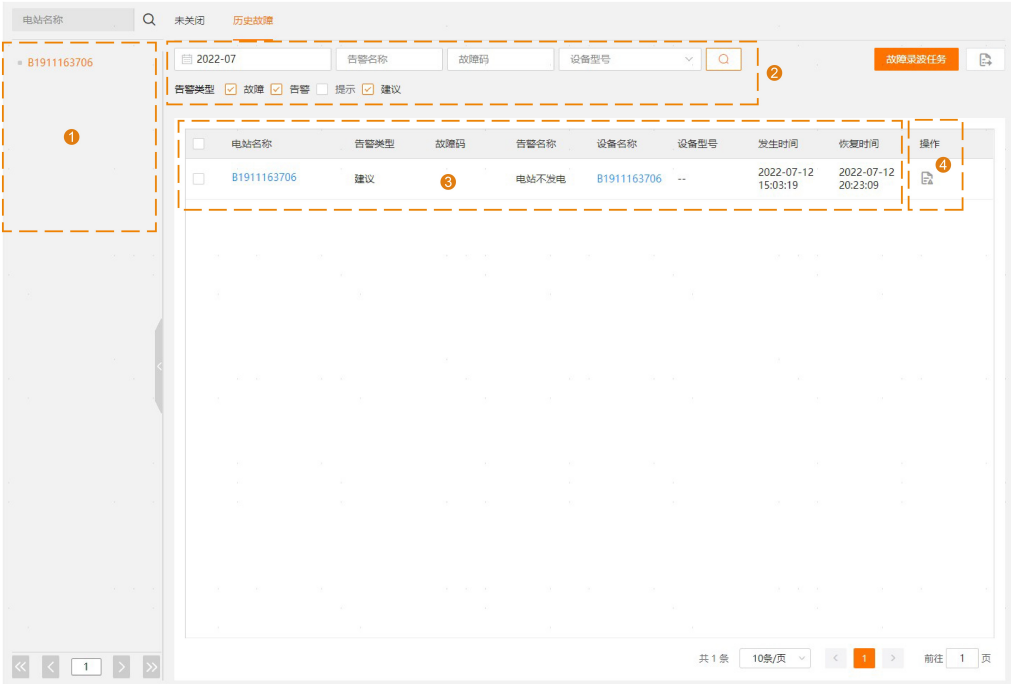 电站名称 未关闭 历史故障
B1911163706
1
2022-07 告警名称 故障码 设备型号
2
故障录波任务
告警类型 故障 告警 提示 建议
电站名称 告警类型 故障码 告警名称 设备名称 设备型号 发生时间 恢复时间 操作
B1911163706 建议 3 电站不发电 B1911163706 -- 2022-07-12 15:03:19 2022-07-12 20:23:09
4
1
共 1 条 10条/页 1 前往 1 页